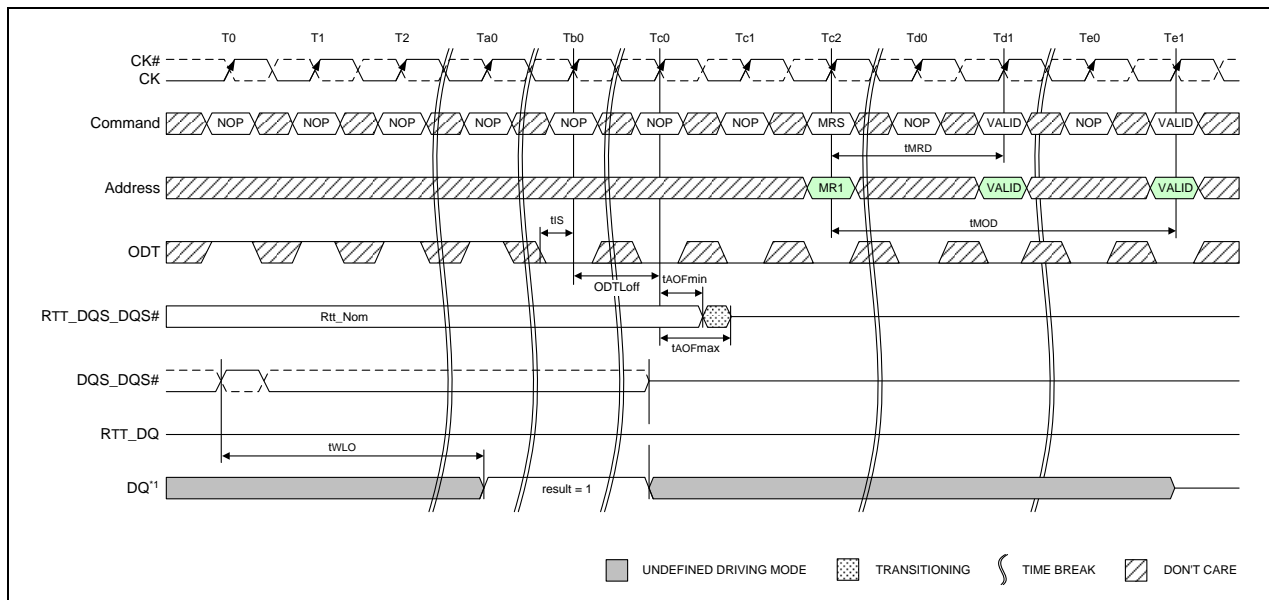 T0 T1 T2 Ta0 Tb0 Tc0 Tc1 Tc2 Td0 Td1 Te0 Te1
CK#
CK
Command NOP NOP NOP NOP NOP NOP NOP MRS NOP VALID NOP VALID
tMRD
Address MR1 VALID VALID
tIS
tMOD
ODT
ODTLoff
tAOFmin
RTT_DQS_DQS# Rtt_Nom
tAOFmax
DQS_DQS#
RTT_DQ
tWLO
DQ*1 result = 1
UNDEFINED DRIVING MODE TRANSITIONING TIME BREAK DON'T CARE